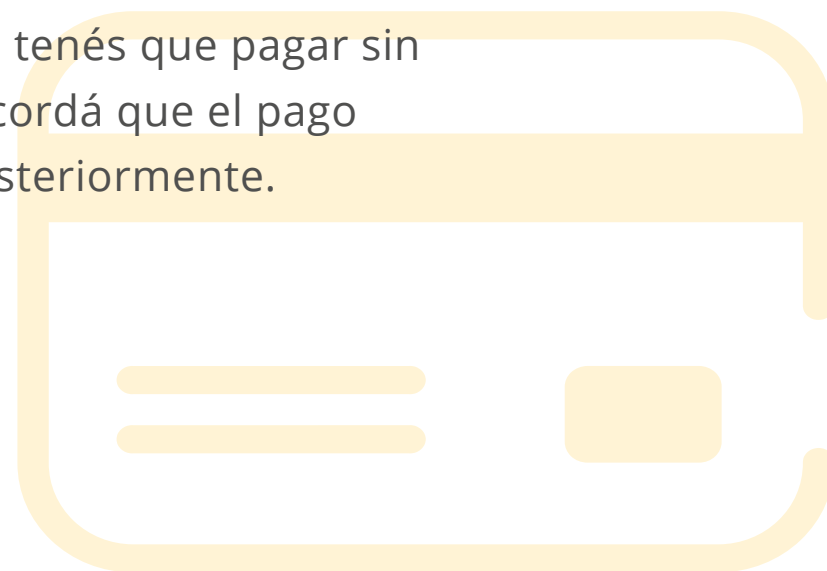 tenés que pagar sin
cordá que el pago
steriormente.